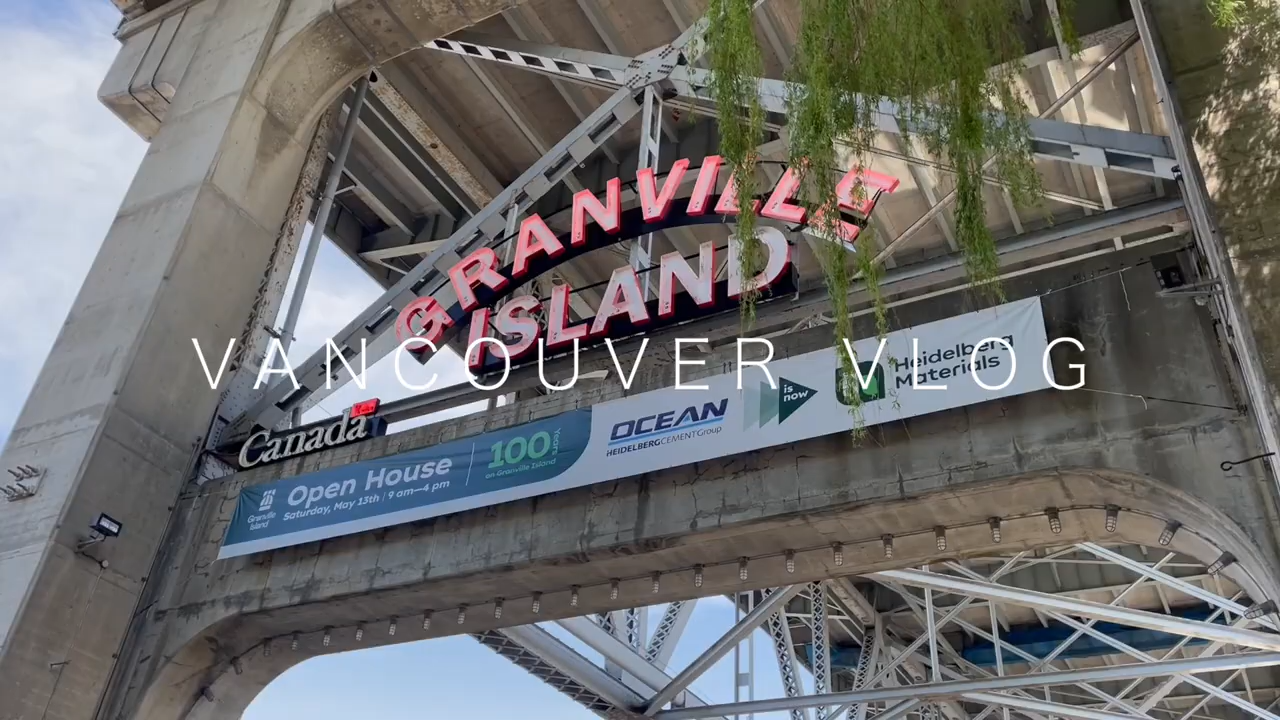 GRANVILLE
ISLAND
VANCOUVER VLOG
Canada
Granville
Island
Open House
Saturday, May 13th | 9 am—4 pm
100 Years
on Granville Island
OCEAN
HEIDELBERGCEMENTGroup
is
now
Heidelberg
Materials